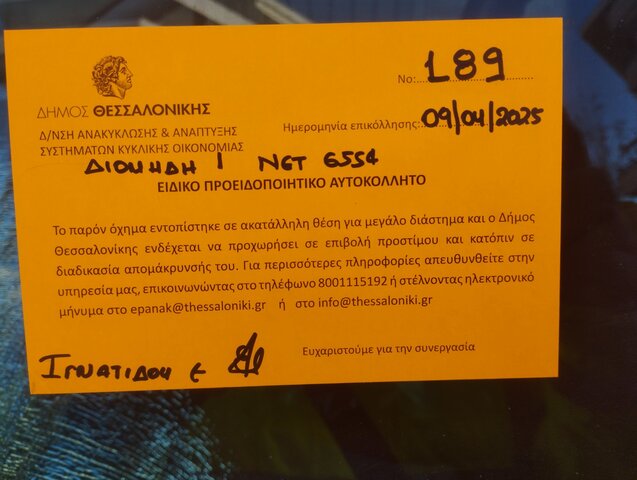 ΔΗΜΟΣ ΘΕΣΣΑΛΟΝΙΚΗΣ
Νο:....189....
Δ/ΝΣΗ ΑΝΑΚΥΚΛΩΣΗΣ & ΑΝΑΠΤΥΞΗΣ
ΣΥΣΤΗΜΑΤΩΝ ΚΥΚΛΙΚΗΣ ΟΙΚΟΝΟΜΙΑΣ
Ημερομηνία επικόλλησης:...09/04/2025
ΔΙΟΜΗΔΗ 1 ΝΕΤ 6554
ΕΙΔΙΚΟ ΠΡΟΕΙΔΟΠΟΙΗΤΙΚΟ ΑΥΤΟΚΟΛΛΗΤΟ
Το παρόν όχημα εντοπίστηκε σε ακατάλληλη θέση για μεγάλο διάστημα και ο Δήμος
Θεσσαλονίκης ενδέχεται να προχωρήσει σε επιβολή προστίμου και κατόπιν σε
διαδικασία απομάκρυνσής του. Για περισσότερες πληροφορίες απευθυνθείτε στην
υπηρεσία μας, επικοινωνώντας στο τηλέφωνο 8001115192 ή στέλνοντας ηλεκτρονικό
μήνυμα στο epanak@thessaloniki.gr ή στο info@thessaloniki.gr
Ευχαριστούμε για την συνεργασία
Ιγνατιδου ε